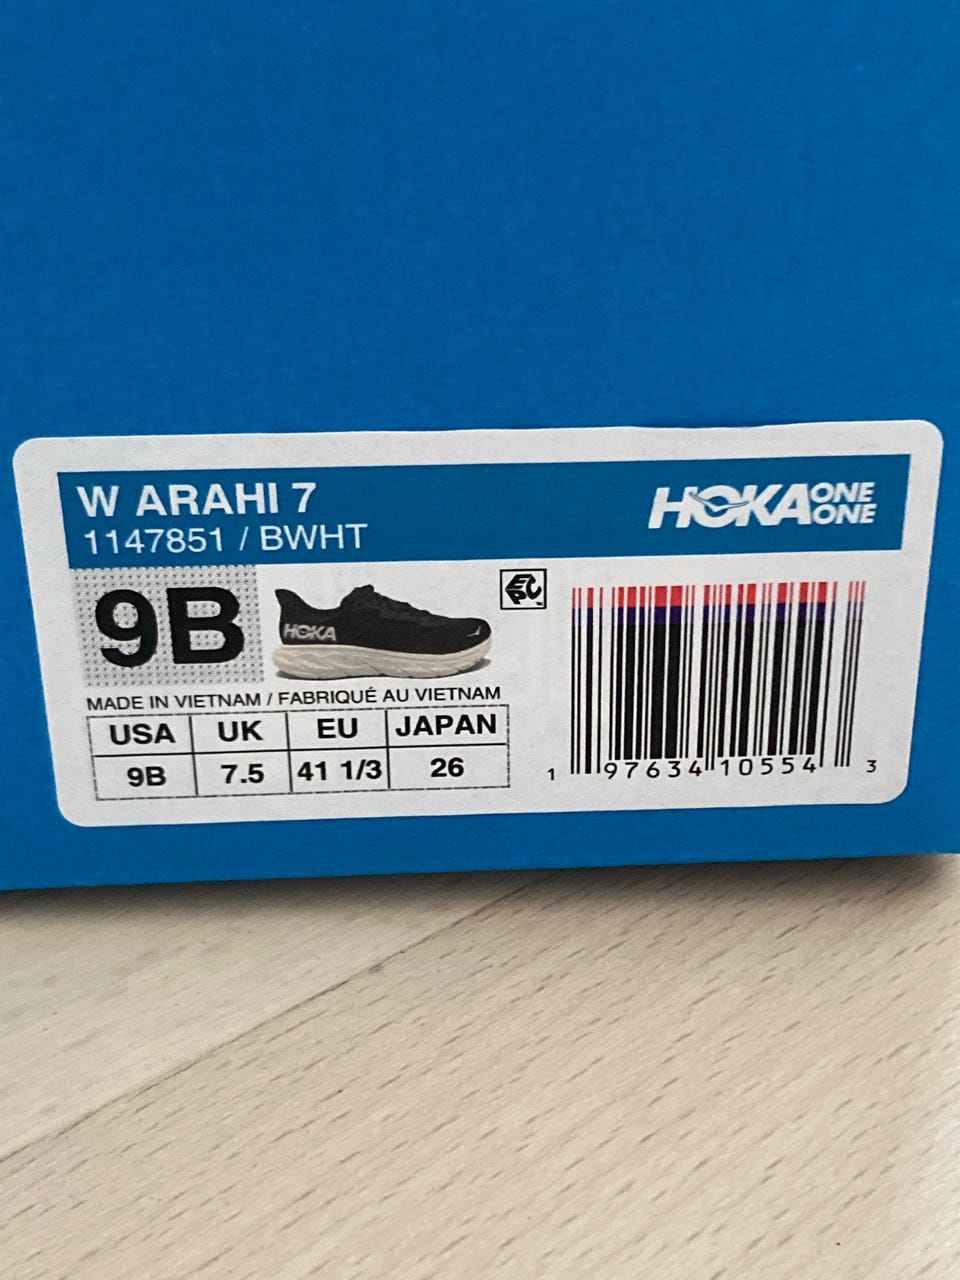 W ARAHI 7
1147851 / BWHT
HOKA ONE ONE
9B
HOKA
EPC
MADE IN VIETNAM / FABRIQUÉ AU VIETNAM
USA UK EU JAPAN
9B 7.5 41 1/3 26
1 97634 10554 3